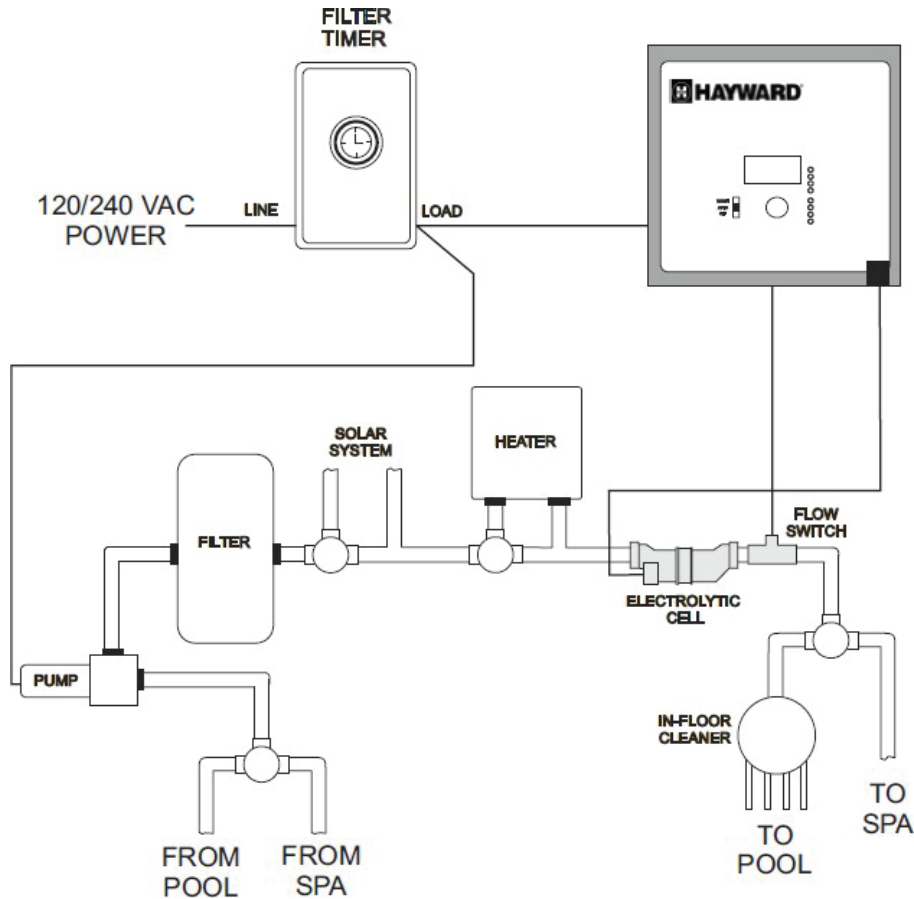 FILTER
TIMER
HAYWARD
120/240 VAC
POWER
LINE
LOAD
SOLAR
SYSTEM
HEATER
FLOW
SWITCH
FILTER
ELECTROLYTIC
CELL
PUMP
IN-FLOOR
CLEANER
TO
SPA
TO
POOL
FROM
POOL
FROM
SPA